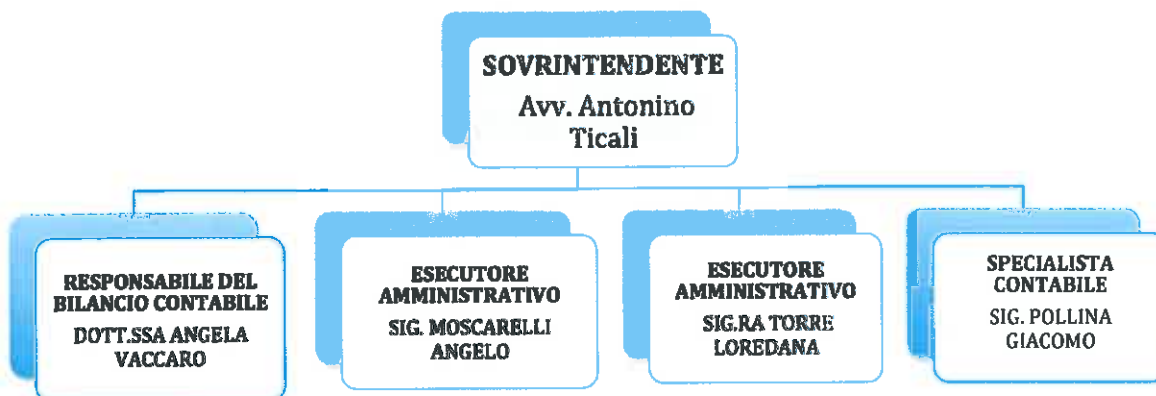 SOVRINTENDENTE
Avv. Antonino
Ticali
RESPONSABILE DEL
BILANCIO CONTABILE
DOTT.SSA ANGELA
VACCARO
ESECUTORE
AMMINISTRATIVO
SIG. MOSCARELLI
ANGELO
ESECUTORE
AMMINISTRATIVO
SIG.RA TORRE
LOREDANA
SPECIALISTA
CONTABILE
SIG. POLLINA
GIACOMO